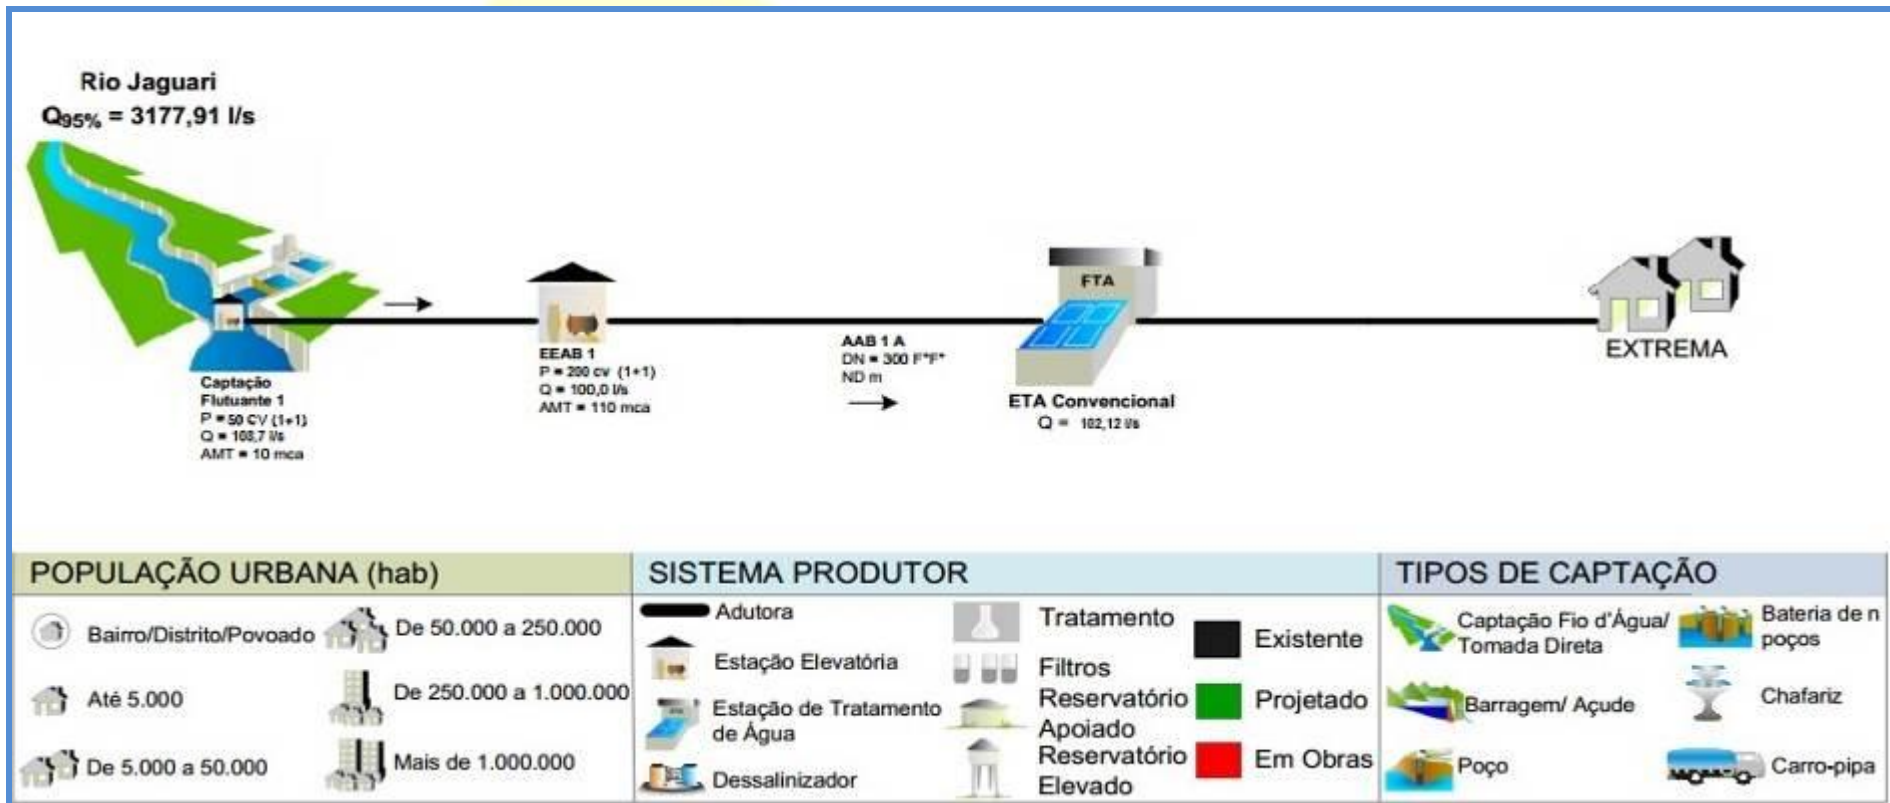 Rio Jaguari
Q95% = 3177,91 l/s
Captação
Flutuante 1
P = 50 CV (1+1)
Q = 108,7 l/s
AMT = 10 mca
EEAB 1
P = 200 cv (1+1)
Q = 100,0 l/s
AMT = 110 mca
AAB 1 A
DN = 300 FºFº
ND m
ETA
ETA Convencional
Q = 102,12 l/s
EXTREMA
POPULAÇÃO URBANA (hab)
Bairro/Distrito/Povoado
Até 5.000
De 5.000 a 50.000
De 50.000 a 250.000
De 250.000 a 1.000.000
Mais de 1.000.000
SISTEMA PRODUTOR
Adutora
Estação Elevatória
Estação de Tratamento
de Água
Dessalinizador
Tratamento
Filtros
Reservatório
Apoiado
Reservatório
Elevado
Existente
Projetado
Em Obras
TIPOS DE CAPTAÇÃO
Captação Fio d'Água/
Tomada Direta
Barragem/ Açude
Poço
Bateria de n
poços
Chafariz
Carro-pipa